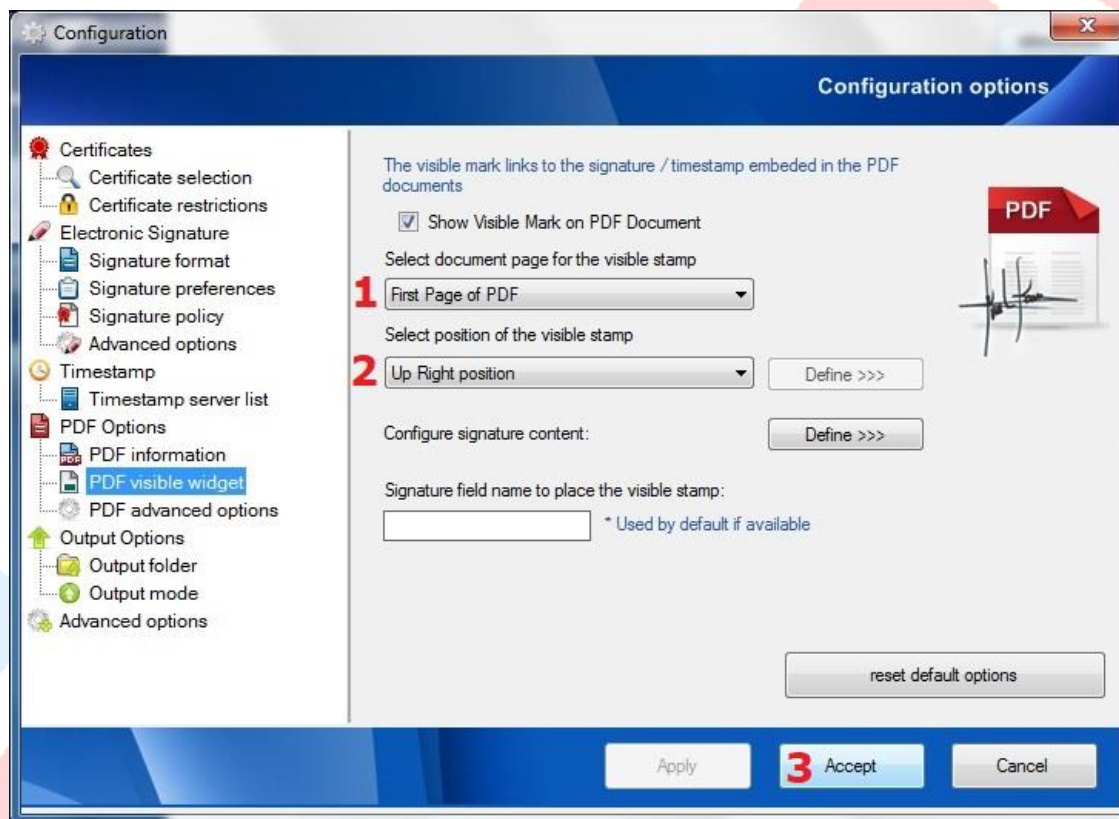 Configuration
x
Configuration options
Certificates
Certificate selection
Certificate restrictions
Electronic Signature
Signature format
Signature preferences
Signature policy
Advanced options
Timestamp
Timestamp server list
PDF Options
PDF information
PDF visible widget
PDF advanced options
Output Options
Output folder
Output mode
Advanced options
The visible mark links to the signature / timestamp embeded in the PDF
documents
Show Visible Mark on PDF Document
PDF
Select document page for the visible stamp
1 First Page of PDF
Select position of the visible stamp
2 Up Right position Define >>>
Configure signature content: Define >>>
Signature field name to place the visible stamp:
* Used by default if available
reset default options
Apply 3 Accept Cancel